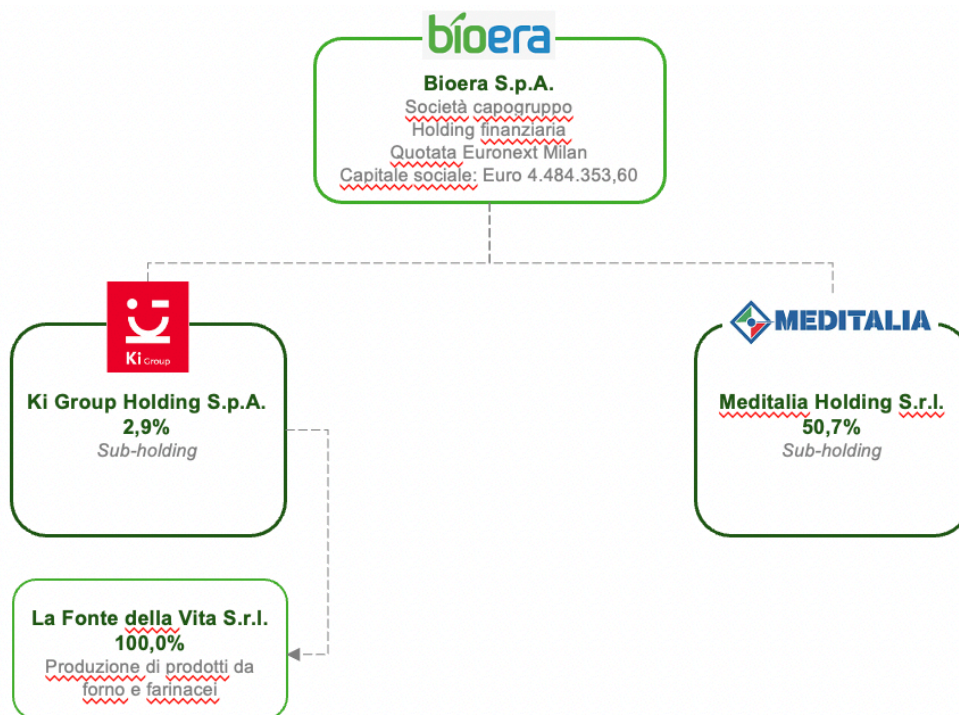 bioera
Bioera S.p.A.
Società capogruppo
Holding finanziaria
Quotata Euronext Milan
Capitale sociale: Euro 4.484.353,60
Ki Group
Ki Group Holding S.p.A.
2,9%
Sub-holding
MEDITALIA
Meditalia Holding S.r.l.
50,7%
Sub-holding
La Fonte della Vita S.r.l.
100,0%
Produzione di prodotti da
forno e farinacei